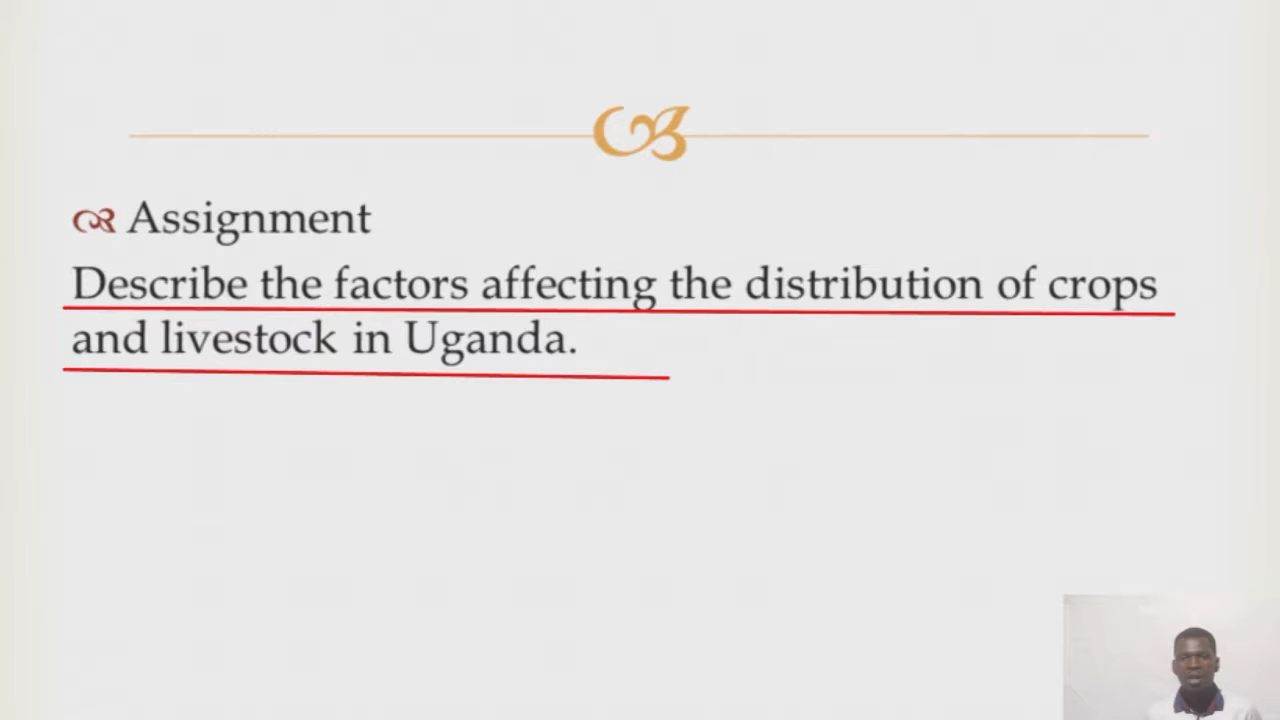 Assignment
Describe the factors affecting the distribution of crops
and livestock in Uganda.